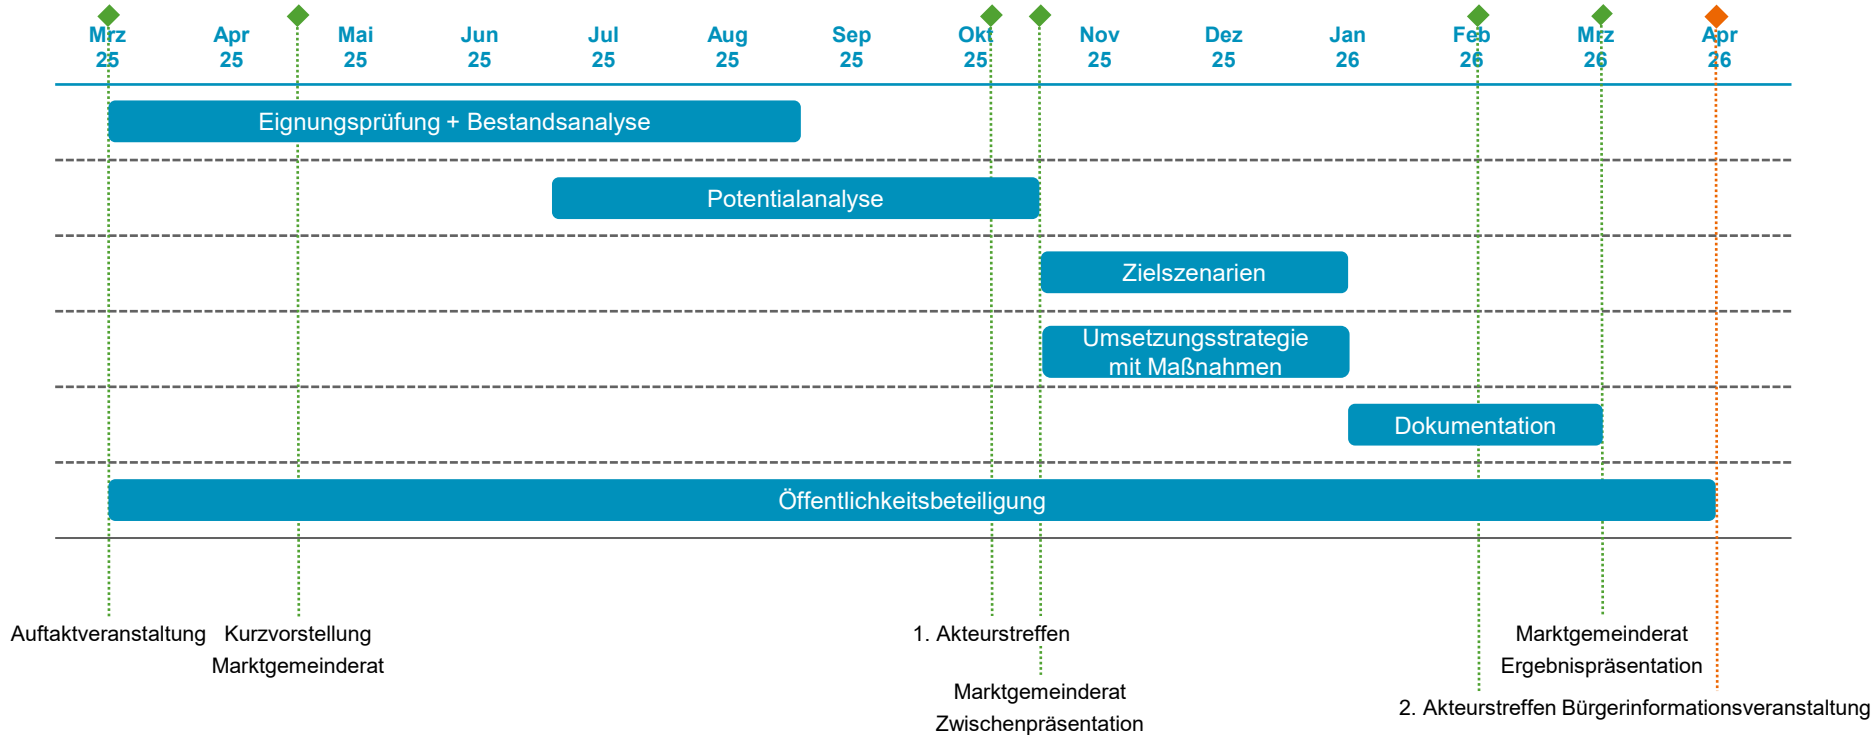 Mrz Apr Mai Jun Jul Aug Sep Okt Nov Dez Jan Feb Mrz Apr
25 25 25 25 25 25 25 25 25 25 26 26 26 26
Eignungsprüfung + Bestandsanalyse
Potentialanalyse
Zielszenarien
Umsetzungsstrategie
mit Maßnahmen
Dokumentation
Öffentlichkeitsbeteiligung
Auftaktveranstaltung
Kurzvorstellung
Marktgemeinderat
1. Akteurstreffen
Marktgemeinderat
Zwischenpräsentation
Marktgemeinderat
Ergebnispräsentation
2. Akteurstreffen
Bürgerinformationsveranstaltung